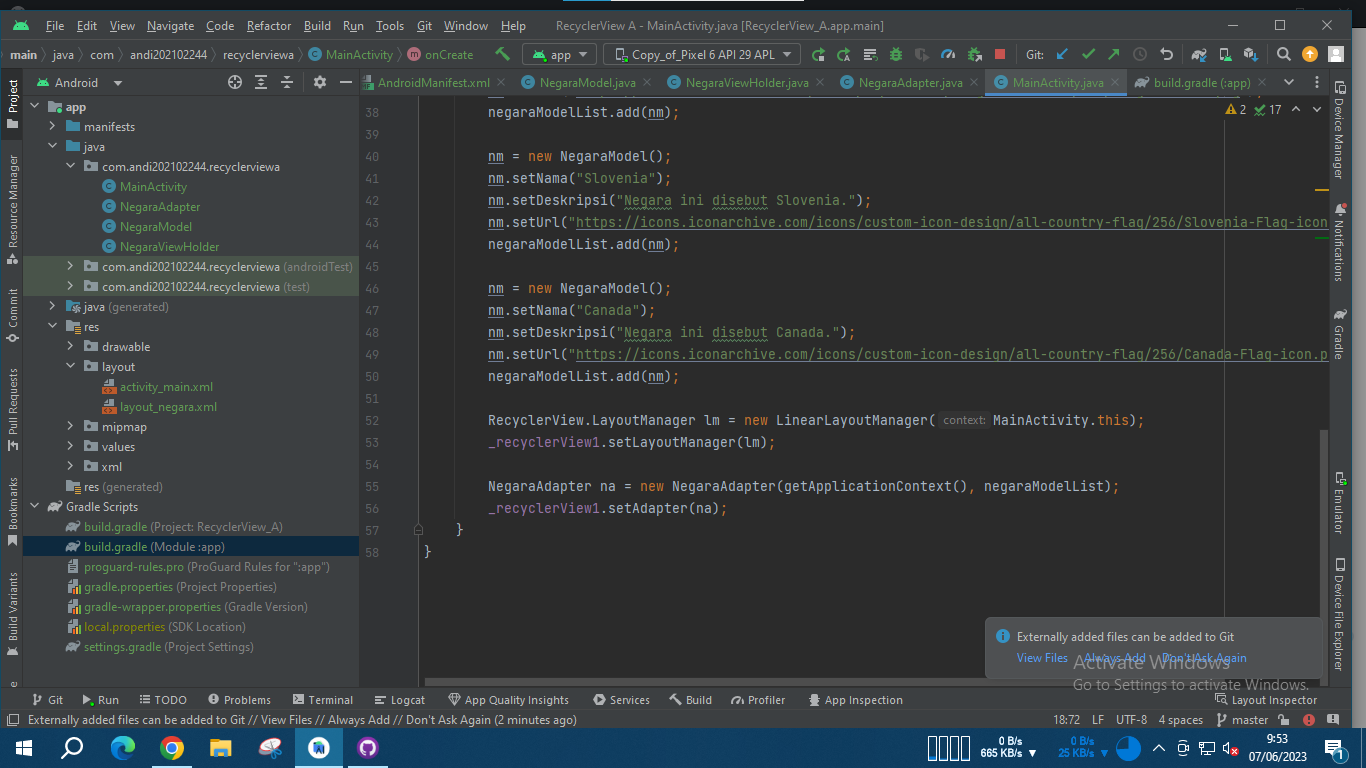 File Edit View Navigate Code Refactor Build Run Tools Git Window Help RecyclerView A - MainActivity.java [RecyclerView_A.app.main]
main java com andi202102244 recyclerviewa MainActivity onCreate app Copy_of_Pixel 6 API 29 APL Git:
Android AndroidManifest.xml NegaraModel.java NegaraViewHolder.java NegaraAdapter.java MainActivity.java build.gradle (:app)
Project
Resource Manager
Commit
Pull Requests
Bookmarks
Build Variants
app
manifests
java
com.andi202102244.recyclerviewa
MainActivity
NegaraAdapter
NegaraModel
NegaraViewHolder
com.andi202102244.recyclerviewa (androidTest)
com.andi202102244.recyclerviewa (test)
java (generated)
res
drawable
layout
activity_main.xml
layout_negara.xml
mipmap
values
xml
res (generated)
Gradle Scripts
build.gradle (Project: RecyclerView_A)
build.gradle (Module :app)
proguard-rules.pro (ProGuard Rules for ":app")
gradle.properties (Project Properties)
gradle-wrapper.properties (Gradle Version)
local.properties (SDK Location)
settings.gradle (Project Settings)
2 17
38 negaraModelList.add(nm);
39
40 nm = new NegaraModel();
41 nm.setNama("Slovenia");
42 nm.setDeskripsi("Negara ini disebut Slovenia.");
43 nm.setUrl("https://icons.iconarchive.com/icons/custom-icon-design/all-country-flag/256/Slovenia-Flag-icon
44 negaraModelList.add(nm);
45
46 nm = new NegaraModel();
47 nm.setNama("Canada");
48 nm.setDeskripsi("Negara ini disebut Canada.");
49 nm.setUrl("https://icons.iconarchive.com/icons/custom-icon-design/all-country-flag/256/Canada-Flag-icon.p
50 negaraModelList.add(nm);
51
52 RecyclerView.LayoutManager lm = new LinearLayoutManager( context: MainActivity.this);
53 _recyclerView1.setLayoutManager(lm);
54
55 NegaraAdapter na = new NegaraAdapter(getApplicationContext(), negaraModelList);
56 _recyclerView1.setAdapter(na);
57 }
58 }
Device Manager
Notifications
Gradle
Emulator
Device File Explorer
Externally added files can be added to Git
View Files Always Add Don't Ask Again
Activate Windows
Go to Settings to activate Windows.
Git Run TODO Problems Terminal Logcat App Quality Insights Services Build Profiler App Inspection Layout Inspector
Externally added files can be added to Git // View Files // Always Add // Don't Ask Again (2 minutes ago) 18:72 LF UTF-8 4 spaces master
0 B/s 0 B/s 9:53
665 KB/s 25 KB/s 07/06/2023 1